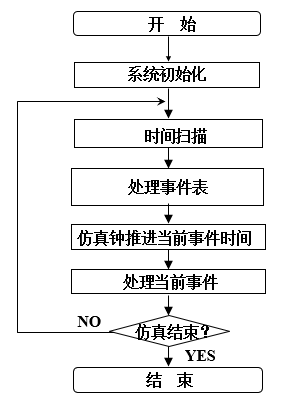 开 始
系统初始化
时间扫描
处理事件表
仿真钟推进当前事件时间
处理当前事件
仿真结束？
NO
YES
结 束